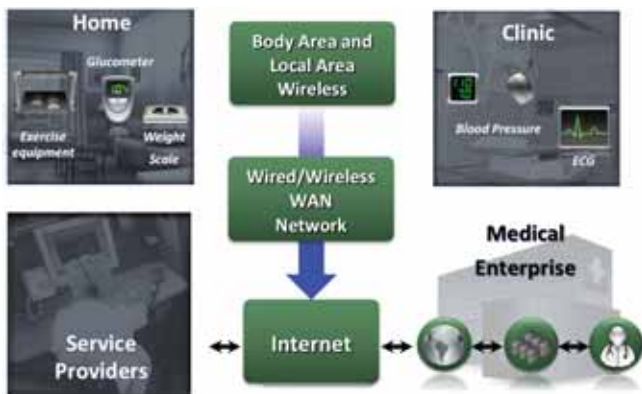 Home
Glucometer
104
Exercise
equipment
Weight
Scale
Body Area and
Local Area
Wireless
Clinic
Blood Pressure
ECG
Wired/Wireless
WAN
Network
Medical
Enterprise
Service
Providers
Internet